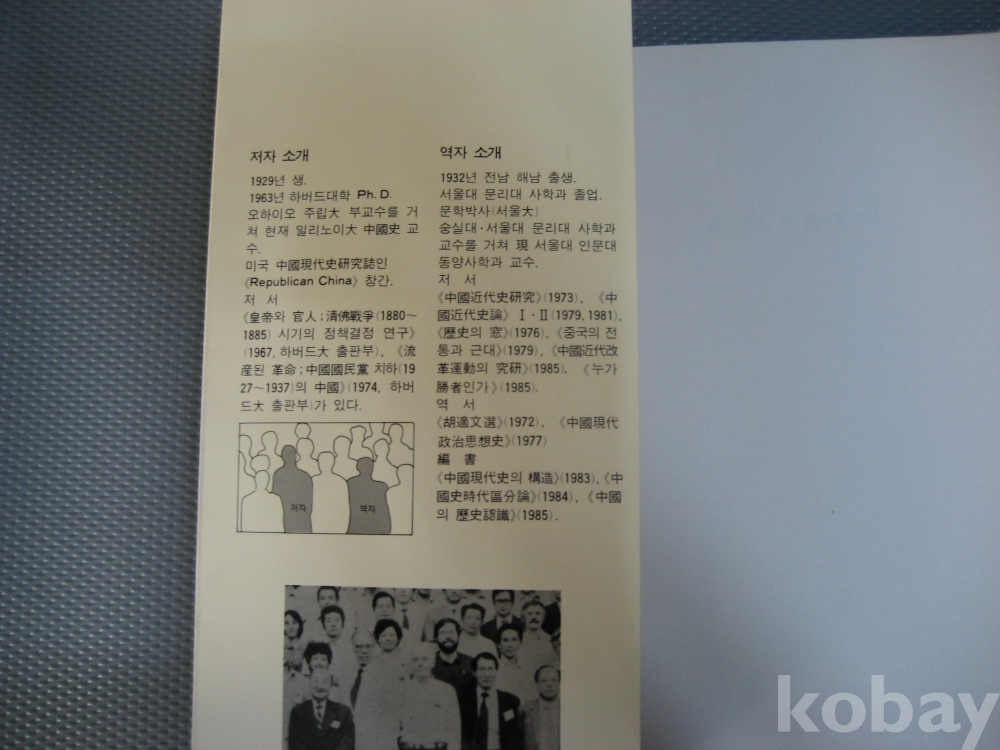 저자 소개
1929년 생.
1963년 하버드대학 Ph. D.
오하이오 주립大 부교수를 거
쳐 현재 일리노이大 中國史 교
수.
미국 中國現代史研究誌인
《Republican China》 창간.
저 서
《皇帝와 官人 ; 清佛戰爭(1880~
1885) 시기의 정책결정 연구》
(1967, 하버드大 출판부), 《流
産된 革命 ; 中國國民黨 치하(19
27~1937)의 中國》(1974, 하버
드大 출판부)가 있다.
저자
역자
역자 소개
1932년 전남 해남 출생.
서울대 문리대 사학과 졸업.
문학박사(서울大)
숭실대·서울대 문리대 사학과
교수를 거쳐 現 서울대 인문대
동양사학과 교수.
저 서
《中國近代史研究》(1973), 《中
國近代史論》 I·II(1979, 1981),
《歷史의 窓》(1976), 《중국의 전
통과 근대》(1979), 《中國近代改
革運動의 究研》(1985), 《누가
勝者인가》(1985).
역 서
《胡適文選》(1972), 《中國現代
政治思想史》(1977)
編 書
《中國現代史의 構造》(1983), 《中
國史時代區分論》(1984), 《中國
의 歷史認識》(1985).
kobay